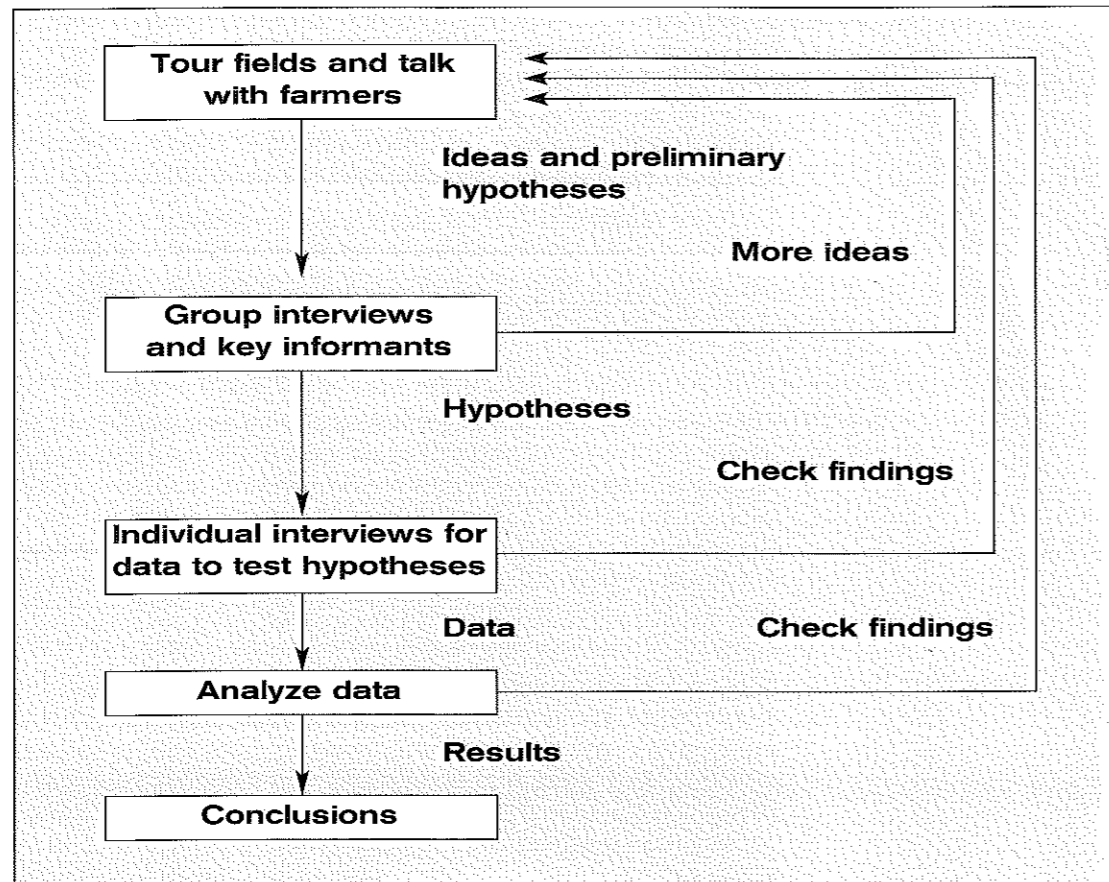 Tour fields and talk
with farmers
Ideas and preliminary
hypotheses
More ideas
Group interviews
and key informants
Hypotheses
Check findings
Individual interviews for
data to test hypotheses
Data
Check findings
Analyze data
Results
Conclusions